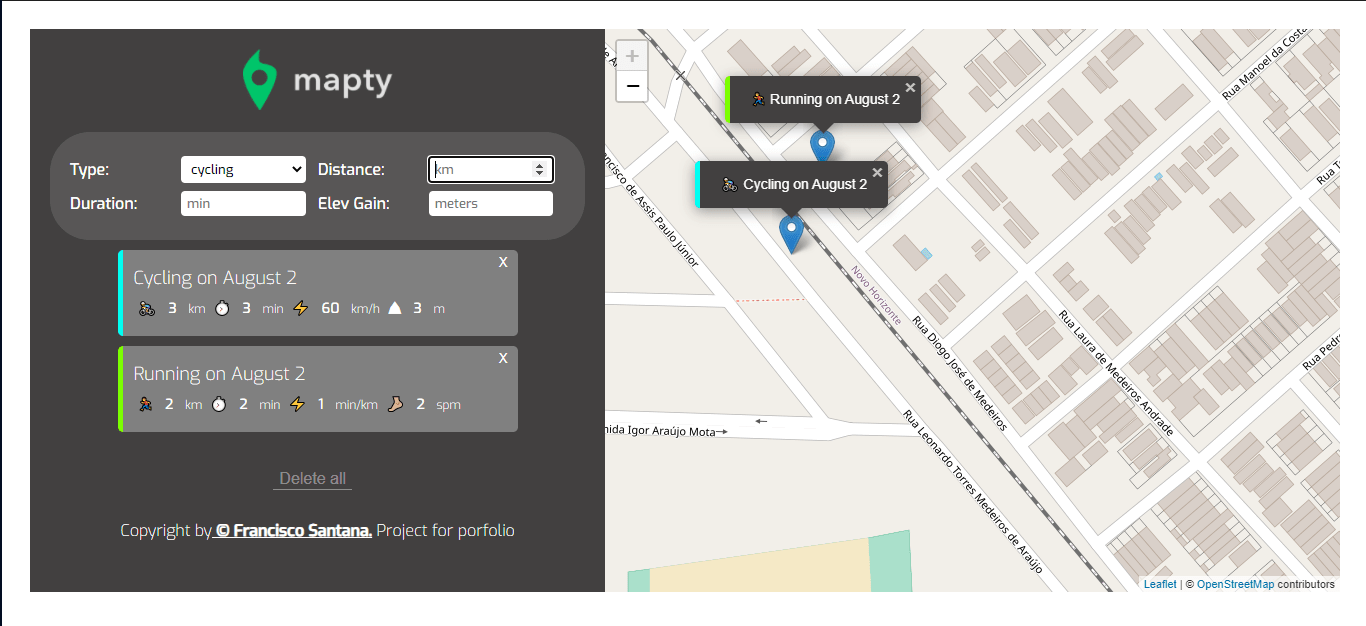 mapty
Type: cycling Distance: km
Duration: min Elev Gain: meters
Cycling on August 2 X
3 km 3 min 60 km/h 3 m
Running on August 2 X
2 km 2 min 1 min/km 2 spm
Delete all
Copyright by © Francisco Santana. Project for porfolio
+
−
Running on August 2 ×
Cycling on August 2 ×
Rua Manoel da Costa
ncisco de Assis Paulo Júnior
Novo Horizonte
Rua Diogo José de Medeiros
Rua Laura de Medeiros Andrade
Rua Pedr
Rua T
nida Igor Araújo Mota
Rua Leonardo Torres Medeiros de Araújo
Leaflet | © OpenStreetMap contributors